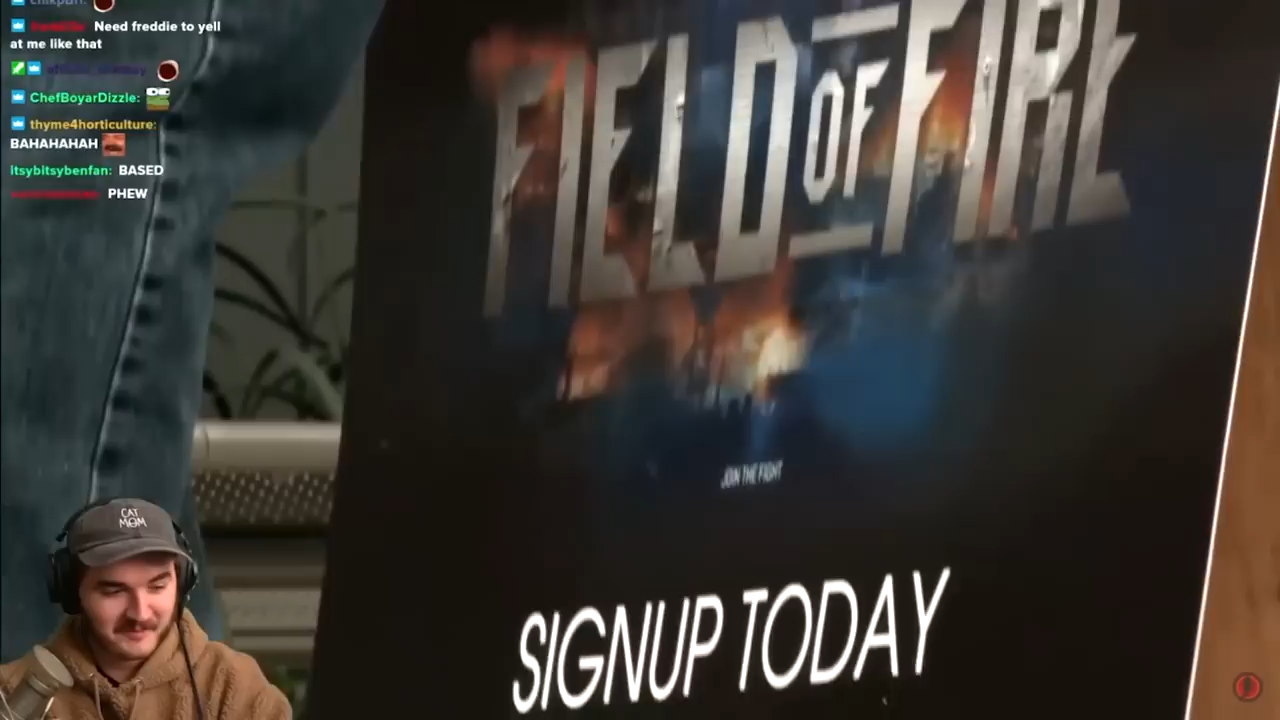 Need freddie to yell
at me like that
ChefBoyarDizzle:
thyme4horticulture:
BAHAHAHAH
itsybitsybenfan: BASED
PHEW
FIELD OF FIRE
JOIN THE FIGHT
SIGNUP TODAY
CAT
MOM